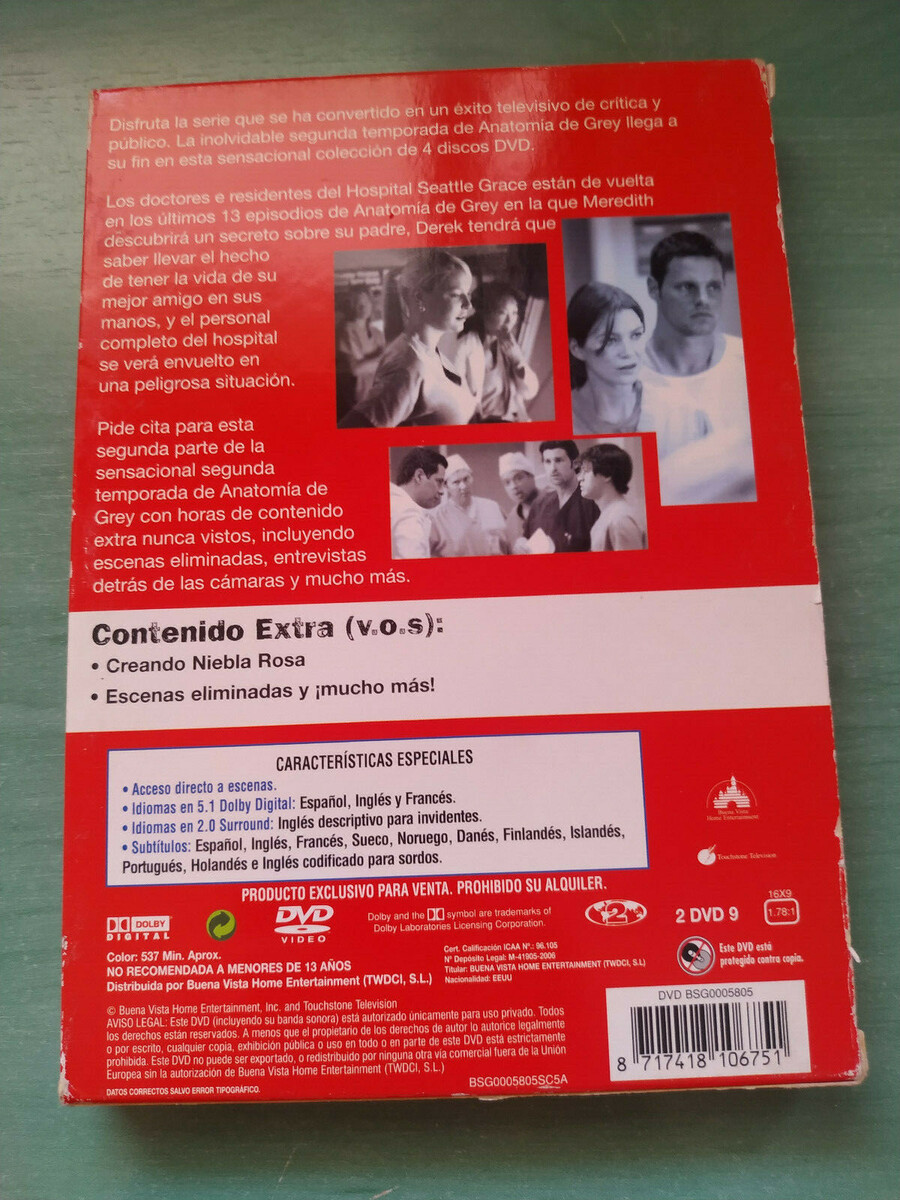 Disfruta la serie que se ha convertido en un éxito televisivo de crítica y
público. La inolvidable segunda temporada de Anatomía de Grey llega a
su fin en esta sensacional colección de 4 discos DVD.
Los doctores e residentes del Hospital Seattle Grace están de vuelta
en los últimos 13 episodios de Anatomía de Grey en la que Meredith
descubrirá un secreto sobre su padre, Derek tendrá que
saber llevar el hecho
de tener la vida de su
mejor amigo en sus
manos, y el personal
completo del hospital
se verá envuelto en
una peligrosa situación.
Pide cita para esta
segunda parte de la
sensacional segunda
temporada de Anatomía de
Grey con horas de contenido
extra nunca vistos, incluyendo
escenas eliminadas, entrevistas
detrás de las cámaras y mucho más.
Contenido Extra (v.o.s):
• Creando Niebla Rosa
• Escenas eliminadas y ¡mucho más!
CARACTERÍSTICAS ESPECIALES
• Acceso directo a escenas.
• Idiomas en 5.1 Dolby Digital: Español, Inglés y Francés.
• Idiomas en 2.0 Surround: Inglés descriptivo para invidentes.
• Subtítulos: Español, Inglés, Francés, Sueco, Noruego, Danés, Finlandés, Islandés,
Portugués, Holandés e Inglés codificado para sordos.
Buena Vista
Home Entertainment
Touchstone Television
PRODUCTO EXCLUSIVO PARA VENTA. PROHIBIDO SU ALQUILER.
DOLBY
DIGITAL
DVD
VIDEO
Dolby and the DD symbol are trademarks of
Dolby Laboratories Licensing Corporation.
2
2 DVD 9
16X9
1.78:1
Color: 537 Min. Aprox.
NO RECOMENDADA A MENORES DE 13 AÑOS
Distribuida por Buena Vista Home Entertainment (TWDCI, S.L.)
Cert. Calificación ICAA Nº.: 96.105
Nº Depósito Legal: M-41905-2006
Titular: BUENA VISTA HOME ENTERTAINMENT (TWDCI, S.L)
Nacionalidad: EEUU
Este DVD está
protegido contra copia.
© Buena Vista Home Entertainment, Inc. and Touchstone Television
AVISO LEGAL: Este DVD (incluyendo su banda sonora) está autorizado únicamente para uso privado. Todos
los derechos están reservados. A menos que el propietario de los derechos de autor lo autorice legalmente
o por escrito, cualquier copia, exhibición pública o uso en todo o en parte de este DVD está estrictamente
prohibida. Este DVD no puede ser exportado, o redistribuido por ninguna otra vía comercial fuera de la Unión
Europea sin la autorización de Buena Vista Home Entertainment (TWDCI, S.L.)
DATOS CORRECTOS SALVO ERROR TIPOGRÁFICO.
BSG0005805SC5A
DVD BSG0005805
8 717418 106751